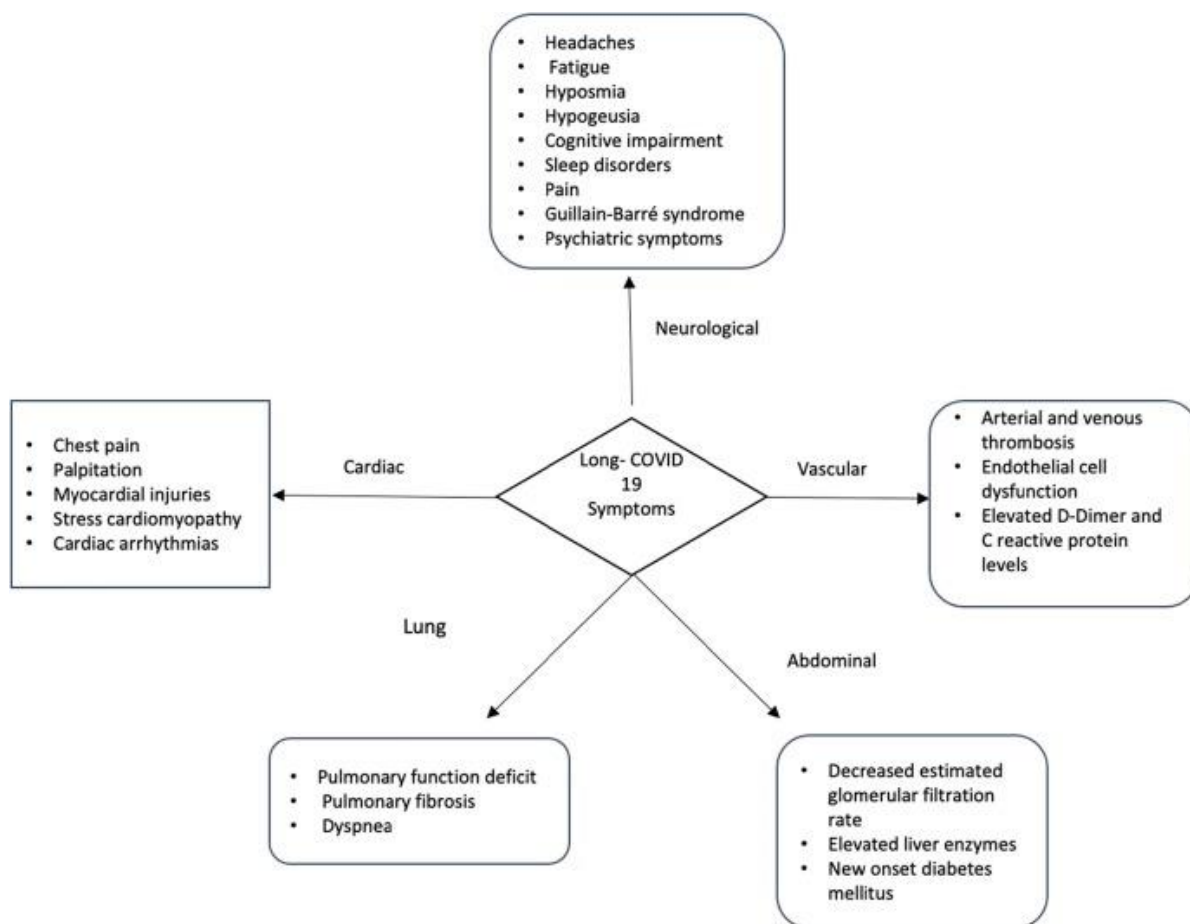 • Headaches
• Fatigue
• Hyposmia
• Hypogeusia
• Cognitive impairment
• Sleep disorders
• Pain
• Guillain-Barré syndrome
• Psychiatric symptoms
Neurological
• Chest pain
• Palpitation
• Myocardial injuries
• Stress cardiomyopathy
• Cardiac arrhythmias
Cardiac
Long- COVID
19
Symptoms
Vascular
• Arterial and venous
thrombosis
• Endothelial cell
dysfunction
• Elevated D-Dimer and
C reactive protein
levels
Lung
Abdominal
• Pulmonary function deficit
• Pulmonary fibrosis
• Dyspnea
• Decreased estimated
glomerular filtration
rate
• Elevated liver enzymes
• New onset diabetes
mellitus